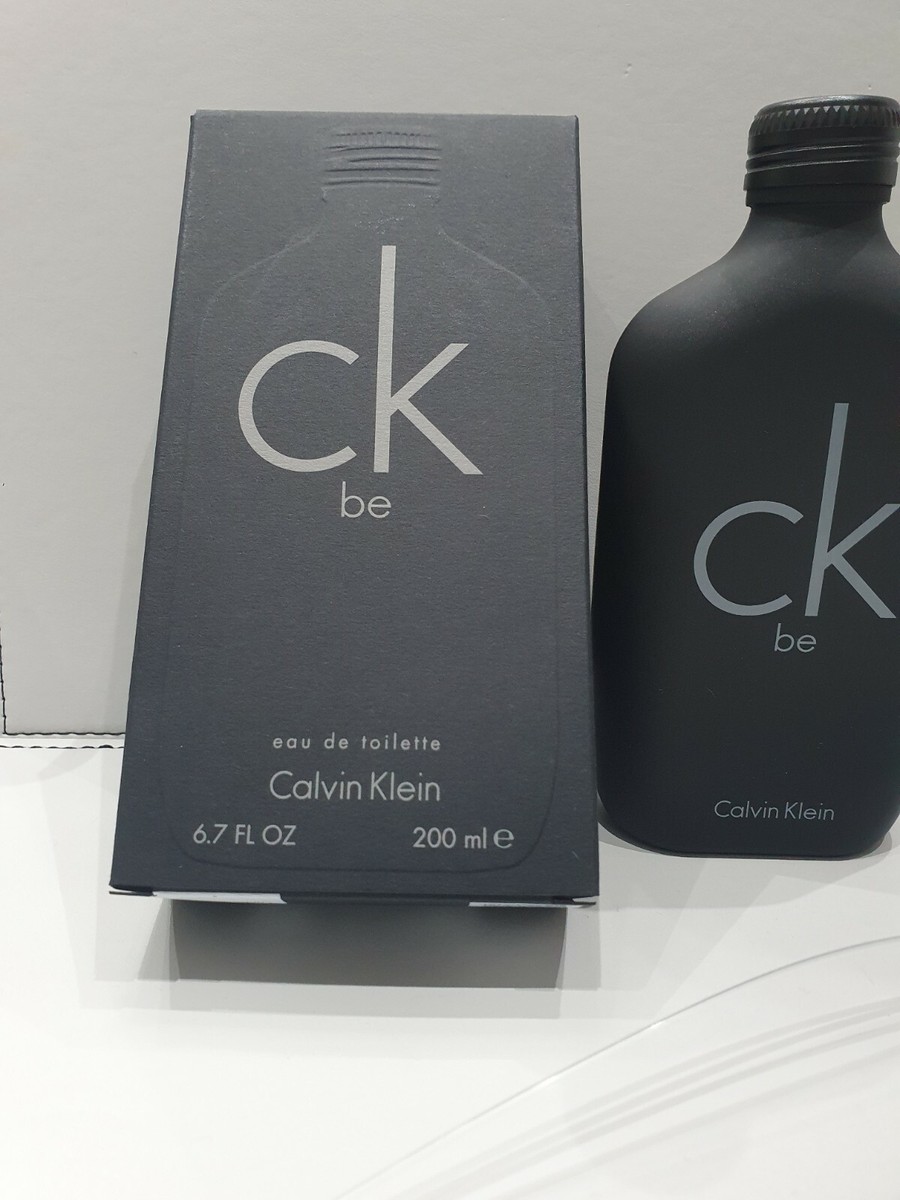 ck
be
eau de toilette
Calvin Klein
6.7 FL OZ 200 ml e
ck
be
Calvin Klein